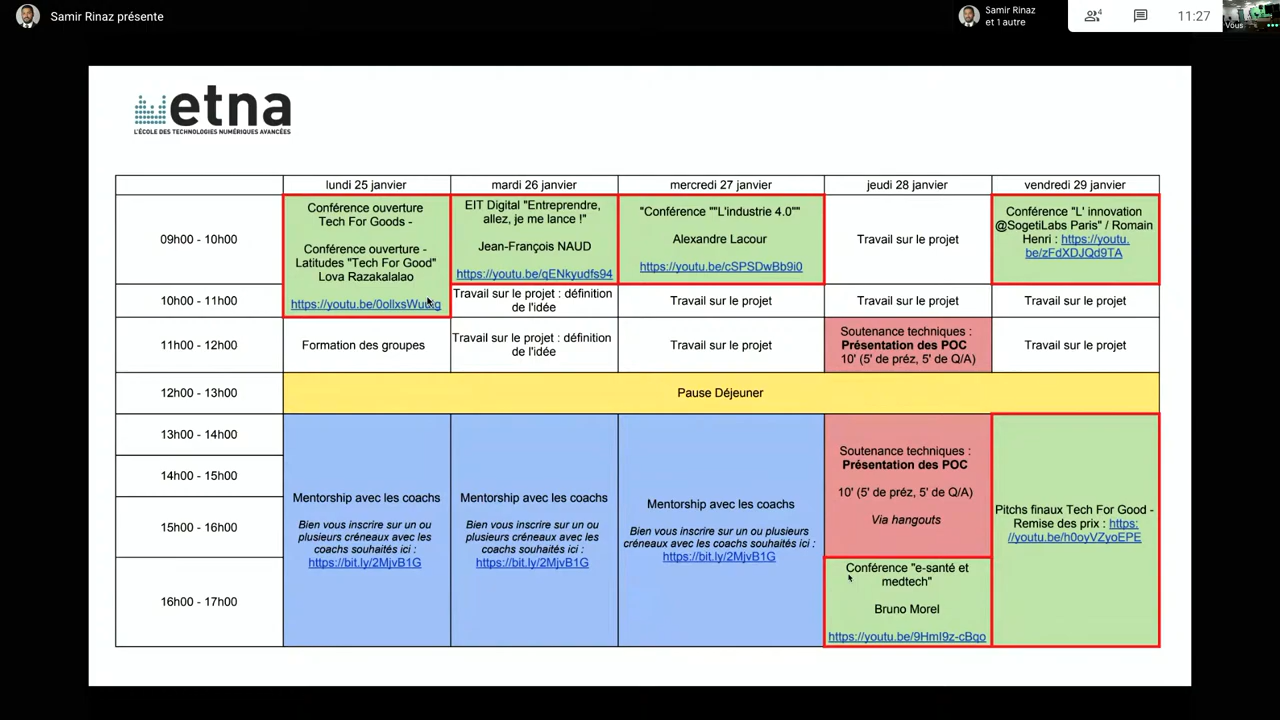 Samir Rinaz présente
Samir Rinaz
et 1 autre
4
11:27
Vous
etna
L'ÉCOLE DES TECHNOLOGIES NUMÉRIQUES AVANCÉES
lundi 25 janvier
mardi 26 janvier
mercredi 27 janvier
jeudi 28 janvier
vendredi 29 janvier
09h00 - 10h00
Conférence ouverture
Tech For Goods -
Conférence ouverture -
Latitudes "Tech For Good"
Lova Razakalalao
EIT Digital "Entreprendre,
allez, je me lance !"
Jean-François NAUD
https://youtu.be/qENkyudfs94
"Conférence ""L'industrie 4.0""
Alexandre Lacour
https://youtu.be/cSPSDwBb9i0
Travail sur le projet
Conférence "L' innovation
@SogetiLabs Paris" / Romain
Henri : https://youtu.
be/zFdXDJQd9TA
10h00 - 11h00
Travail sur le projet : définition
de l'idée
Travail sur le projet
Travail sur le projet
Travail sur le projet
11h00 - 12h00
Formation des groupes
Travail sur le projet : définition
de l'idée
Travail sur le projet
Soutenance techniques :
Présentation des POC
10' (5' de préz, 5' de Q/A)
Travail sur le projet
12h00 - 13h00
Pause Déjeuner
13h00 - 14h00
14h00 - 15h00
15h00 - 16h00
16h00 - 17h00
Mentorship avec les coachs
Bien vous inscrire sur un ou
plusieurs créneaux avec les
coachs souhaités ici :
https://bit.ly/2MjvB1G
Mentorship avec les coachs
Bien vous inscrire sur un ou
plusieurs créneaux avec les
coachs souhaités ici :
https://bit.ly/2MjvB1G
Mentorship avec les coachs
Bien vous inscrire sur un ou plusieurs
créneaux avec les coachs souhaités ici :
https://bit.ly/2MjvB1G
Soutenance techniques :
Présentation des POC
10' (5' de préz, 5' de Q/A)
Via hangouts
Conférence "e-santé et
medtech"
Bruno Morel
https://youtu.be/9HmI9z-cBqo
Pitchs finaux Tech For Good -
Remise des prix : https:
//youtu.be/h0oyVZyoEPE